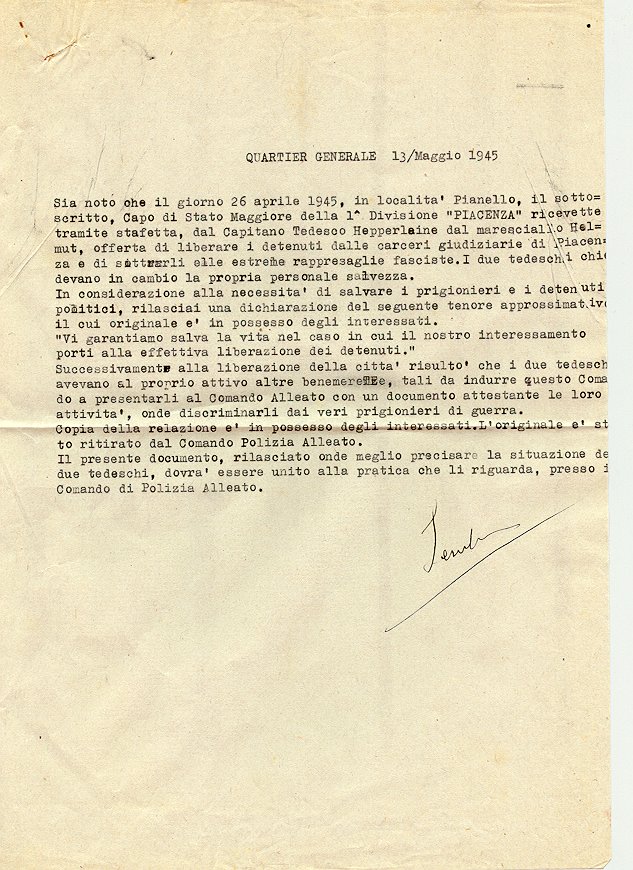 QUARTIER GENERALE 13/Maggio 1945
Sia noto che il giorno 26 aprile 1945, in localita' Pianello, il sotto=
scritto, Capo di Stato Maggiore della 1^ Divisione "PIACENZA" ricevette
tramite stafetta, dal Capitano Tedesco Hepperlaine dal maresciallo Hel=
mut, offerta di liberare i detenuti dalle carceri giudiziarie di Piacen=
za e di elle estreme rappresaglie fasciste.I due tedeschi chie
devano in cambio la propria personale salvezza.
In considerazione alla necessita' di salvare i prigionieri e i detenuti
politici, rilasciai una dichiarazione del seguente tenore approssimativo
il cui originale e' in possesso degli interessati.
"Vi garantiamo salva la vita nel caso in cui il nostro interessamento
porti alla effettiva liberazione dei detenuti."
Successivamente alla liberazione della citta' risulto' che i due tedesch
avevano al proprio attivo altre tali da indurre questo Coma
do a presentarli al Comando Alleato con un documento attestante le loro
attivita', onde discriminarli dai veri prigionieri di guerra.
Copia della relazione e' in possesso degli interessati.L'originale e' st
to ritirato dal Comando Polizia Alleato.
Il presente documento, rilasciato onde meglio precisare la situazione de
due tedeschi, dovra' essere unito alla pratica che li riguarda, presso i
Comando di Polizia Alleato.